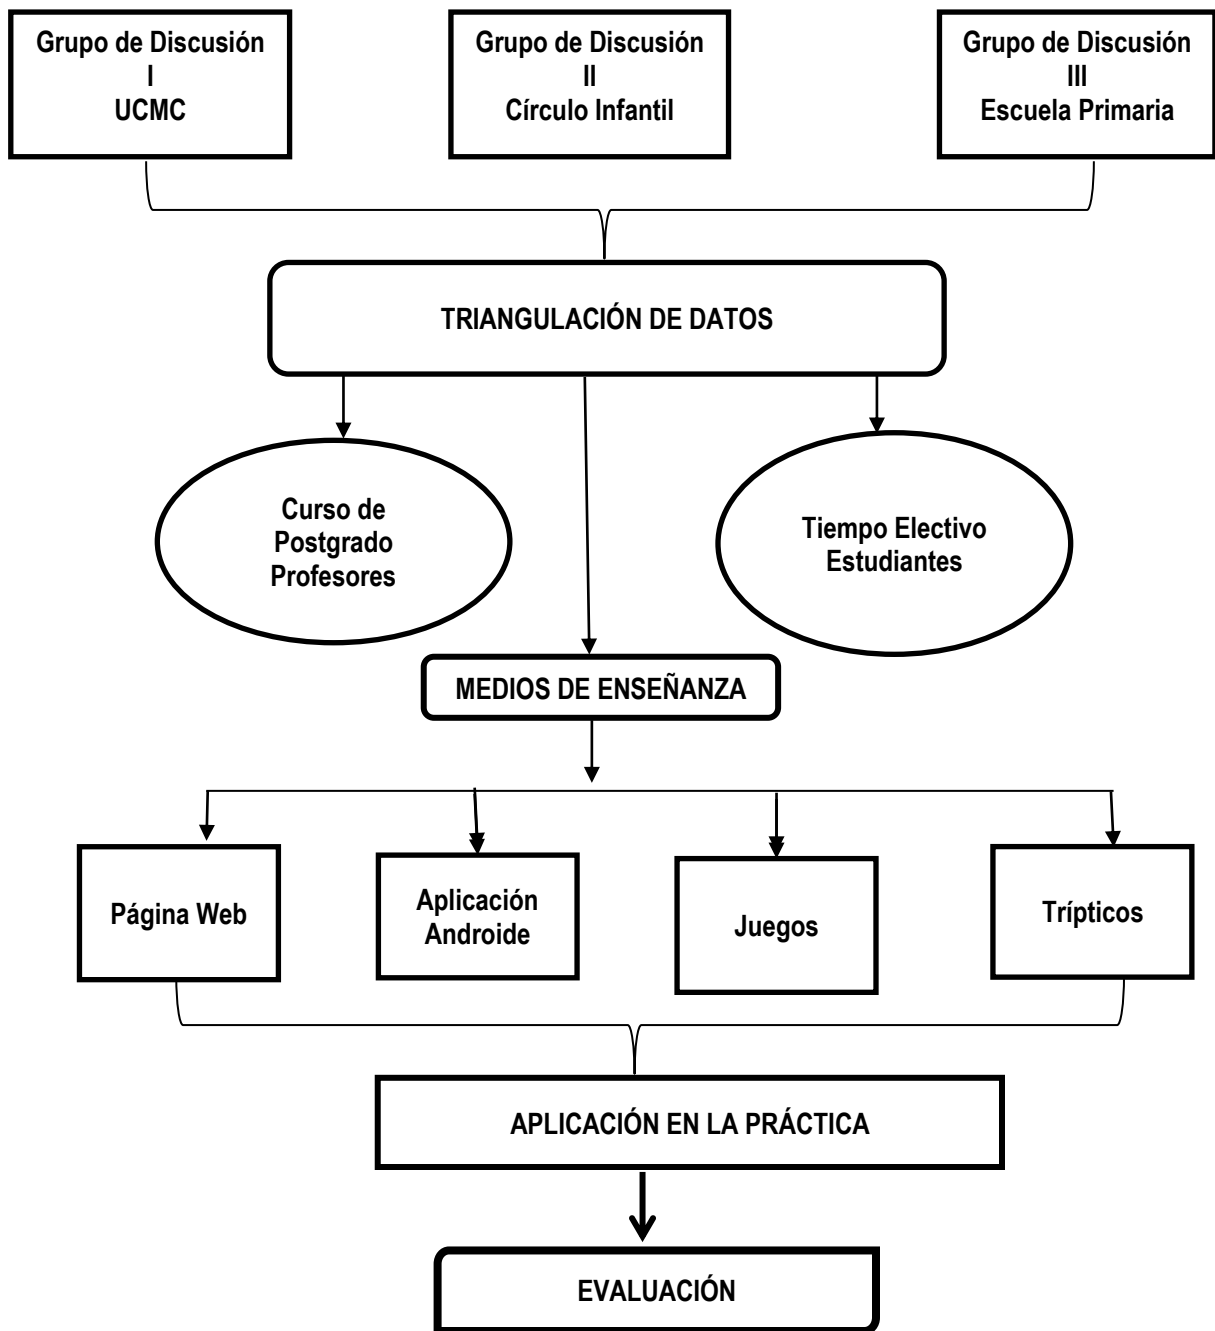 Grupo de Discusión
I
UCMC
Grupo de Discusión
II
Círculo Infantil
Grupo de Discusión
III
Escuela Primaria
TRIANGULACIÓN DE DATOS
Curso de
Postgrado
Profesores
Tiempo Electivo
Estudiantes
MEDIOS DE ENSEÑANZA
Página Web
Aplicación
Androide
Juegos
Trípticos
APLICACIÓN EN LA PRÁCTICA
EVALUACIÓN